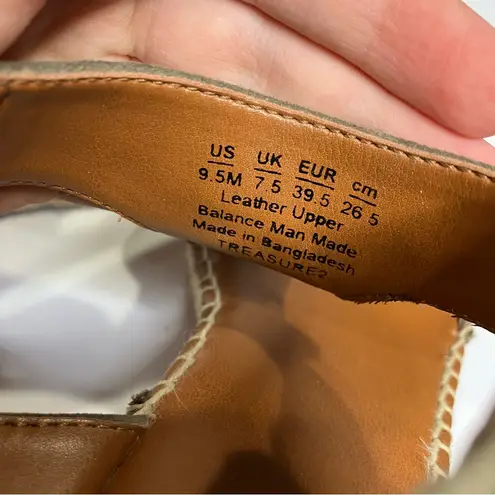 US UK EUR cm
9.5M 7.5 39.5 26 5
Leather Upper
Balance Man Made
Made in Bangladesh
TREASURE2